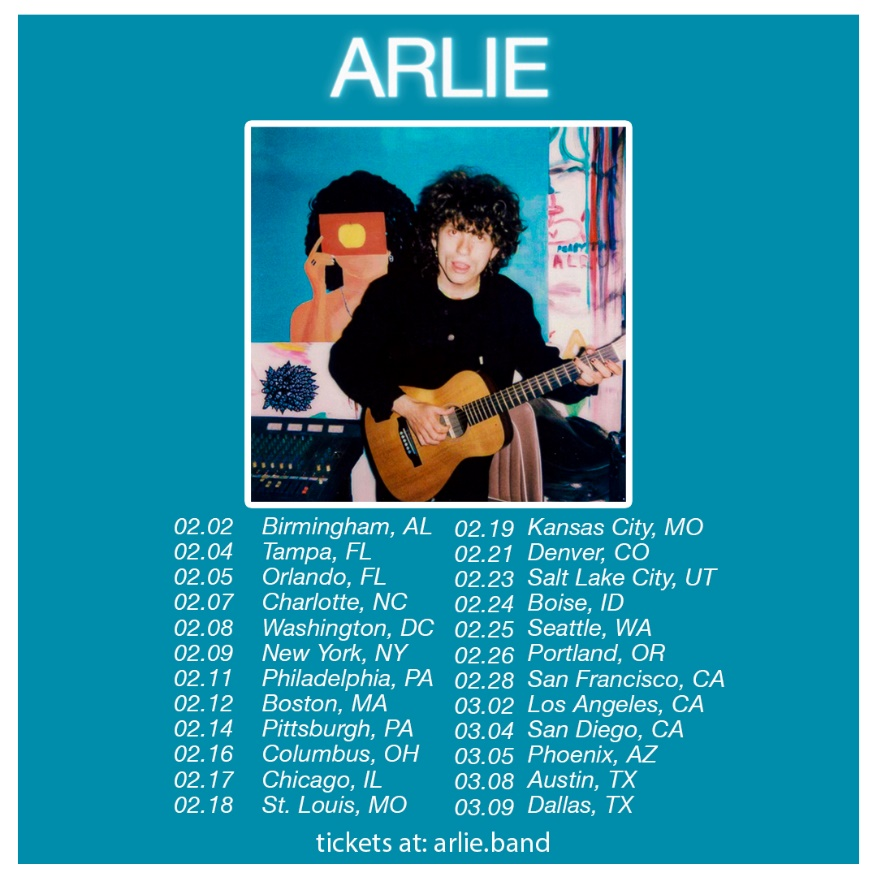 ARLIE
02.02 Birmingham, AL
02.04 Tampa, FL
02.05 Orlando, FL
02.07 Charlotte, NC
02.08 Washington, DC
02.09 New York, NY
02.11 Philadelphia, PA
02.12 Boston, MA
02.14 Pittsburgh, PA
02.16 Columbus, OH
02.17 Chicago, IL
02.18 St. Louis, MO
02.19 Kansas City, MO
02.21 Denver, CO
02.23 Salt Lake City, UT
02.24 Boise, ID
02.25 Seattle, WA
02.26 Portland, OR
02.28 San Francisco, CA
03.02 Los Angeles, CA
03.04 San Diego, CA
03.05 Phoenix, AZ
03.08 Austin, TX
03.09 Dallas, TX
tickets at: arlie.band